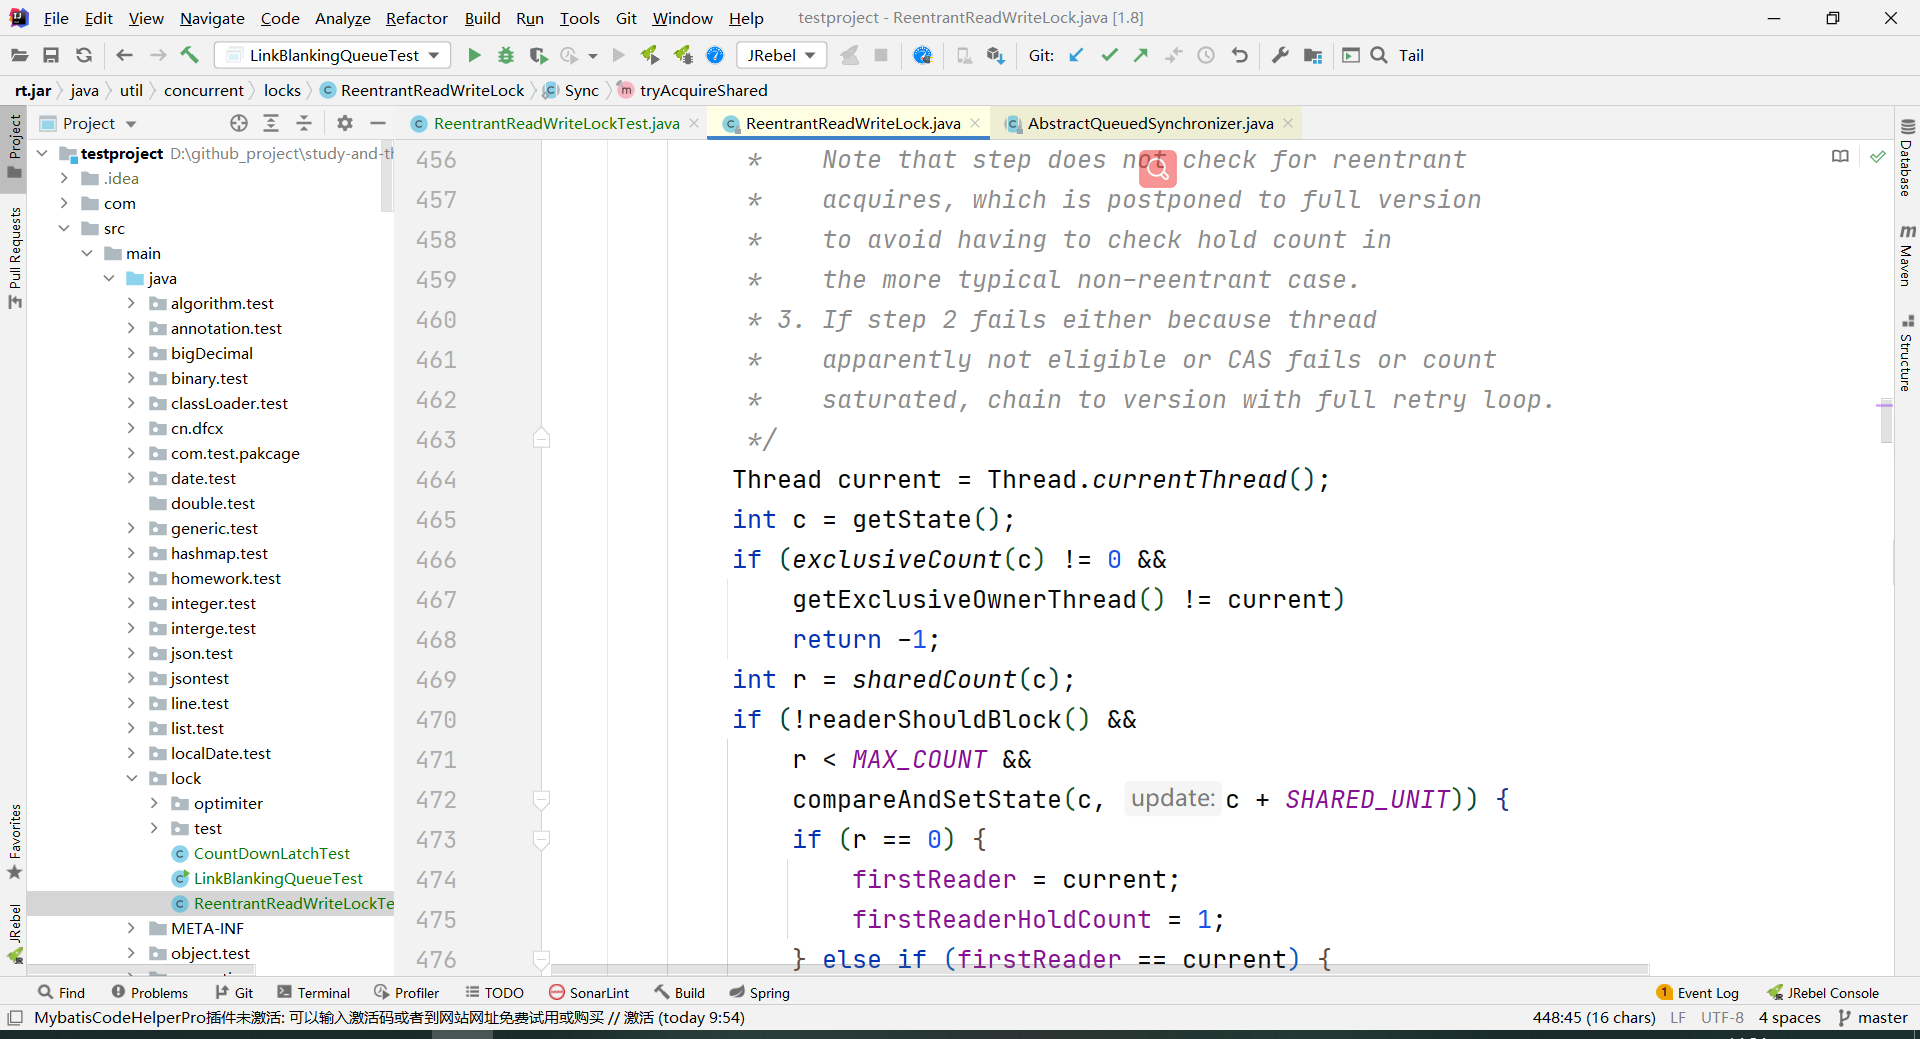 File Edit View Navigate Code Analyze Refactor Build Run Tools Git Window Help testproject - ReentrantReadWriteLock.java [1.8]
LinkBlankingQueueTest JRebel Git: Tail
rt.jar java util concurrent locks ReentrantReadWriteLock Sync tryAcquireShared
Project
ReentrantReadWriteLockTest.java ReentrantReadWriteLock.java AbstractQueuedSynchronizer.java
testproject D:\github_project\study-and-th
.idea
com
src
main
java
algorithm.test
annotation.test
bigDecimal
binary.test
classLoader.test
cn.dfcx
com.test.pakcage
date.test
double.test
generic.test
hashmap.test
homework.test
integer.test
interge.test
json.test
jsontest
line.test
list.test
localDate.test
lock
optimiter
test
CountDownLatchTest
LinkBlankingQueueTest
ReentrantReadWriteLockTe
META-INF
object.test
456 * Note that step does not check for reentrant
457 * acquires, which is postponed to full version
458 * to avoid having to check hold count in
459 * the more typical non-reentrant case.
460 * 3. If step 2 fails either because thread
461 * apparently not eligible or CAS fails or count
462 * saturated, chain to version with full retry loop.
463 */
464 Thread current = Thread.currentThread();
465 int c = getState();
466 if (exclusiveCount(c) != 0 &&
467 getExclusiveOwnerThread() != current)
468 return -1;
469 int r = sharedCount(c);
470 if (!readerShouldBlock() &&
471 r < MAX_COUNT &&
472 compareAndSetState(c, update: c + SHARED_UNIT)) {
473 if (r == 0) {
474 firstReader = current;
475 firstReaderHoldCount = 1;
476 } else if (firstReader == current) {
Project
Pull Requests
Favorites
JRebel
Database
Maven
Structure
Find Problems Git Terminal Profiler TODO SonarLint Build Spring 1 Event Log JRebel Console
MybatisCodeHelperPro插件未激活: 可以输入激活码或者到网站网址免费试用或购买 // 激活 (today 9:54) 448:45 (16 chars) LF UTF-8 4 spaces master